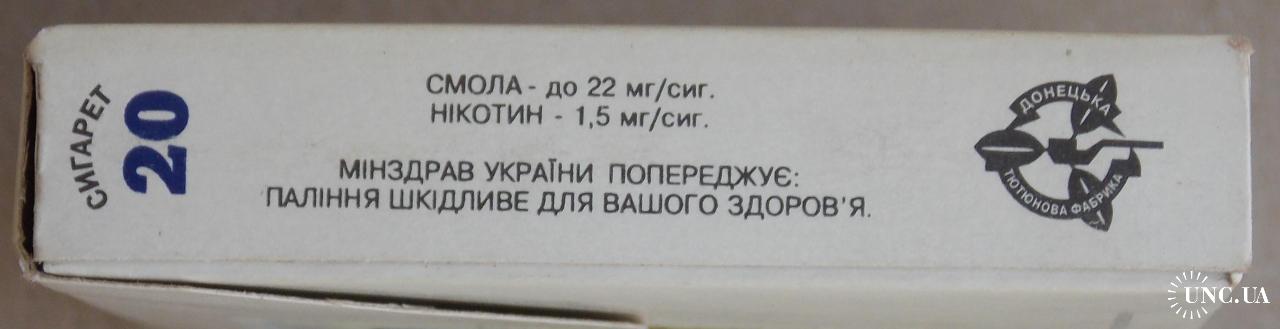 СИГАРЕТ
20
СМОЛА - до 22 мг/сиг.
НІКОТИН - 1,5 мг/сиг.
МІНЗДРАВ УКРАЇНИ ПОПЕРЕДЖУЄ:
ПАЛІННЯ ШКІДЛИВЕ ДЛЯ ВАШОГО ЗДОРОВ'Я.
ДОНЕЦЬКА
ТЮТЮНОВА ФАБРИКА
UNC.UA